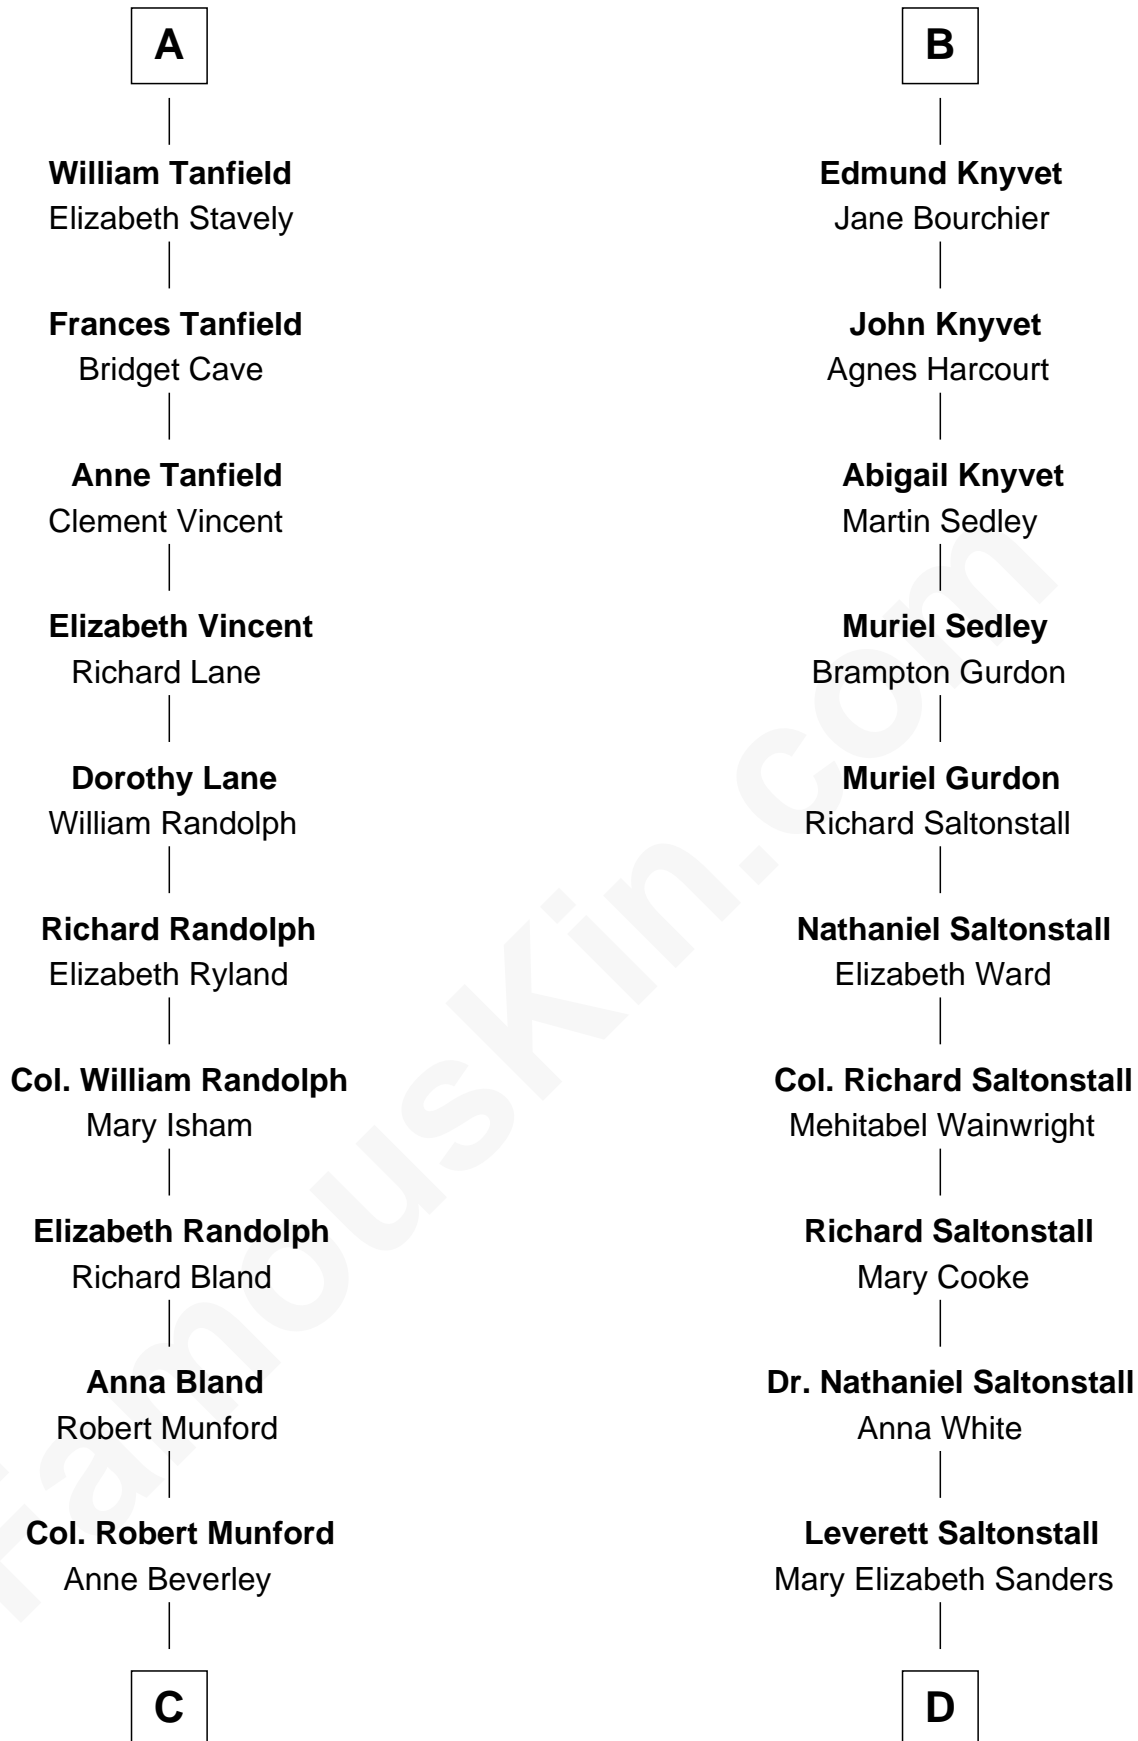 A
William Tanfield
Elizabeth Stavely
Frances Tanfield
Bridget Cave
Anne Tanfield
Clement Vincent
Elizabeth Vincent
Richard Lane
Dorothy Lane
William Randolph
Richard Randolph
Elizabeth Ryland
Col. William Randolph
Mary Isham
Elizabeth Randolph
Richard Bland
Anna Bland
Robert Munford
Col. Robert Munford
Anne Beverley
C
B
Edmund Knyvet
Jane Bourchier
John Knyvet
Agnes Harcourt
Abigail Knyvet
Martin Sedley
Muriel Sedley
Brampton Gurdon
Muriel Gurdon
Richard Saltonstall
Nathaniel Saltonstall
Elizabeth Ward
Col. Richard Saltonstall
Mehitabel Wainwright
Richard Saltonstall
Mary Cooke
Dr. Nathaniel Saltonstall
Anna White
Leverett Saltonstall
Mary Elizabeth Sanders
D
FamousKin.com